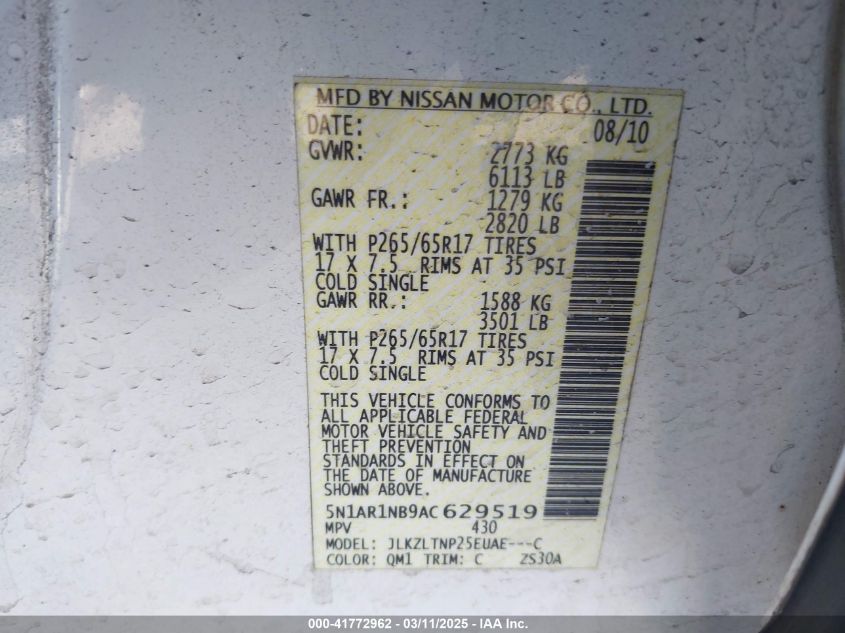 MFD BY NISSAN MOTOR CO., LTD.
DATE: 08/10
GVWR: 2773 KG
6113 LB
GAWR FR.: 1279 KG
2820 LB
WITH P265/65R17 TIRES
17 X 7.5 RIMS AT 35 PSI
COLD SINGLE
GAWR RR.: 1588 KG
3501 LB
WITH P265/65R17 TIRES
17 X 7.5 RIMS AT 35 PSI
COLD SINGLE
THIS VEHICLE CONFORMS TO
ALL APPLICABLE FEDERAL
MOTOR VEHICLE SAFETY AND
THEFT PREVENTION
STANDARDS IN EFFECT ON
THE DATE OF MANUFACTURE
SHOWN ABOVE.
5N1AR1NB9AC 629519
MPV 430
MODEL: JLKZLTNP25EUAE---C
COLOR: QM1 TRIM: C ZS30A
000-41772962 - 03/11/2025 - IAA Inc.